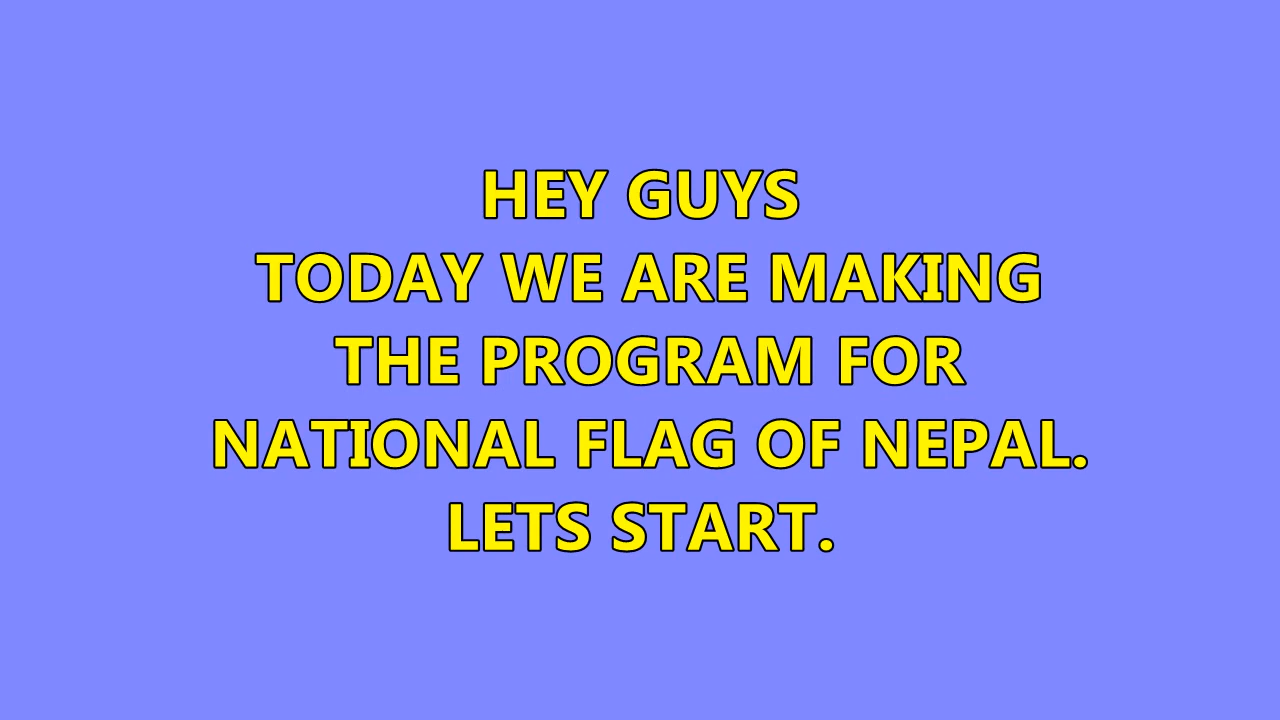 HEY GUYS
TODAY WE ARE MAKING
THE PROGRAM FOR
NATIONAL FLAG OF NEPAL.
LETS START.